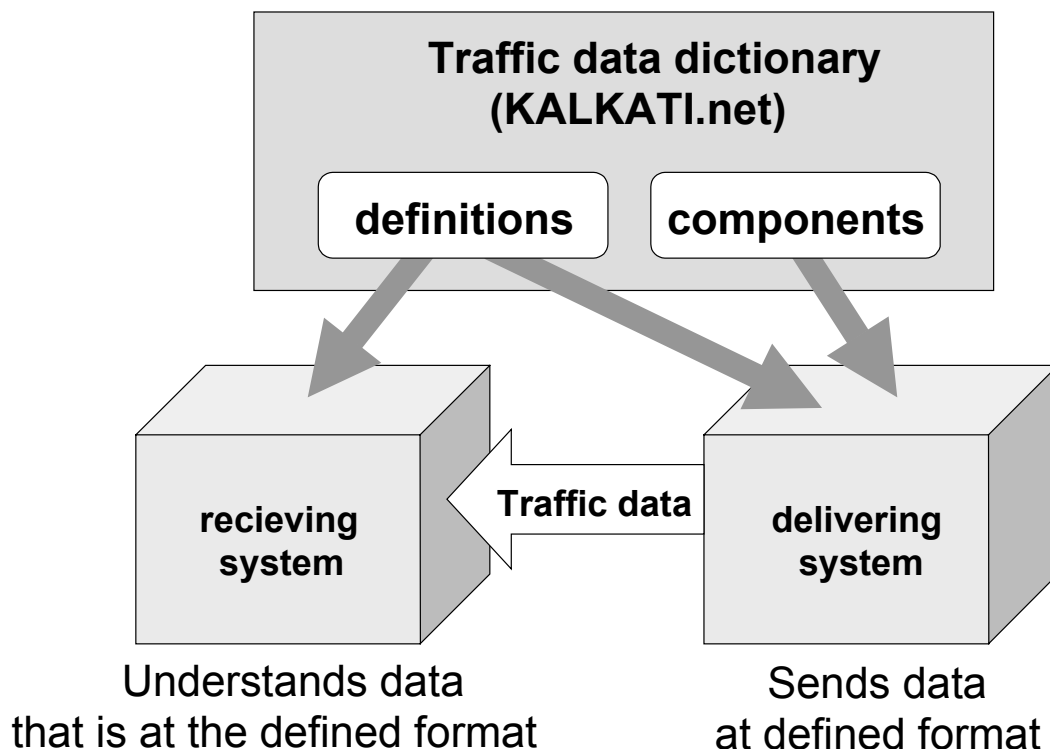 Traffic data dictionary
(KALKATI.net)
definitions
components
Traffic data
recieving
system
delivering
system
Understands data
that is at the defined format
Sends data
at defined format